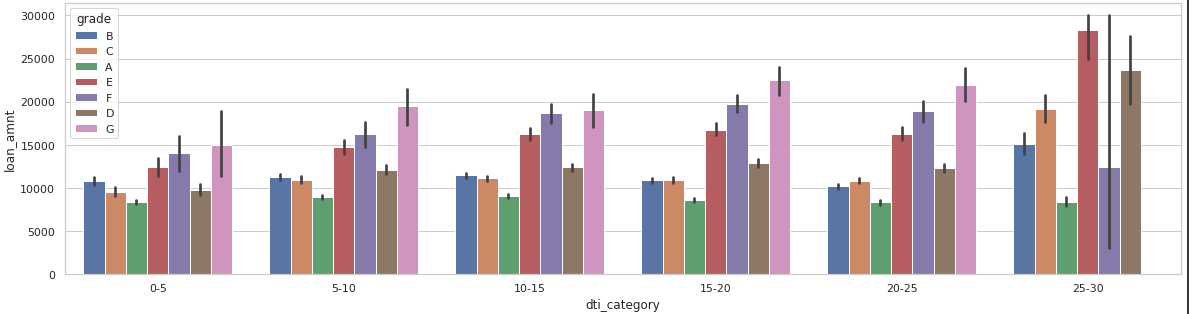 30000
25000
20000
15000
10000
5000
0
loan_amnt
grade
B
C
A
E
F
D
G
0-5
5-10
10-15
15-20
20-25
25-30
dti_category